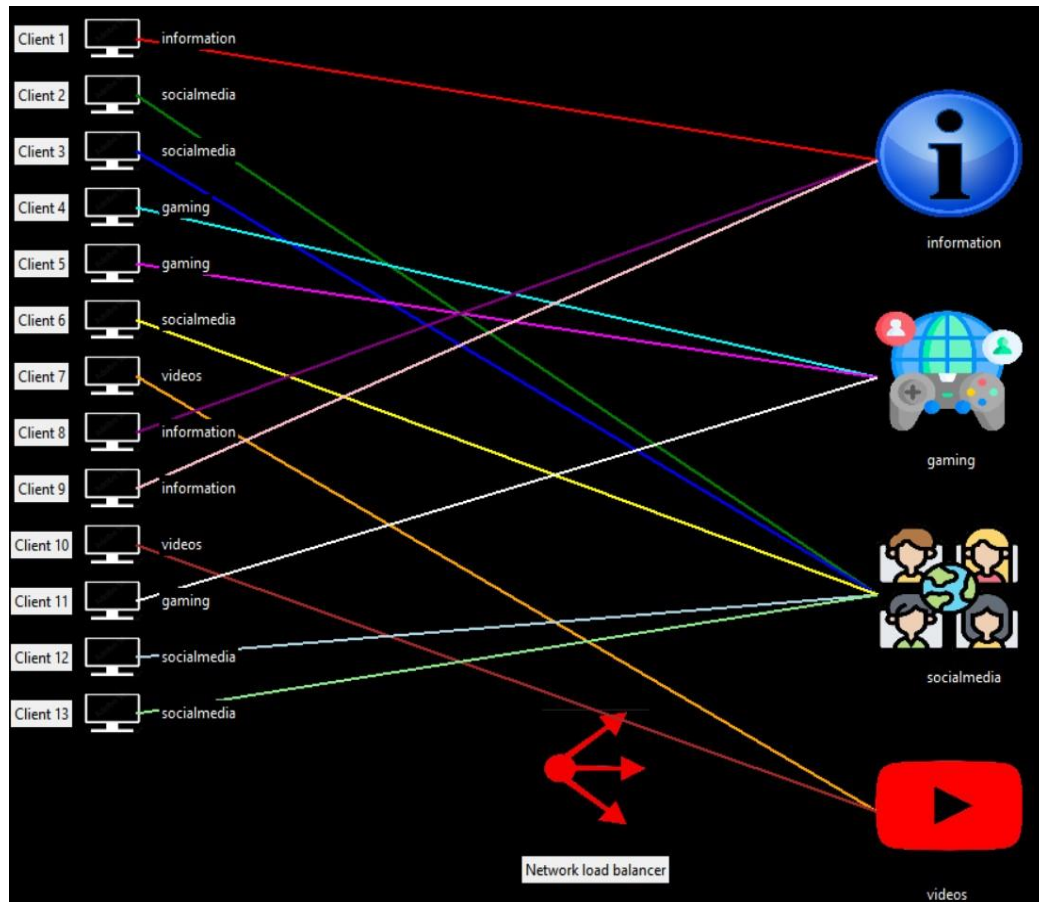 Client 1 information
Client 2 socialmedia
Client 3 socialmedia
Client 4 gaming
Client 5 gaming
Client 6 socialmedia
Client 7 videos
Client 8 information
Client 9 information
Client 10 videos
Client 11 gaming
Client 12 socialmedia
Client 13 socialmedia
information
gaming
socialmedia
Network load balancer
videos